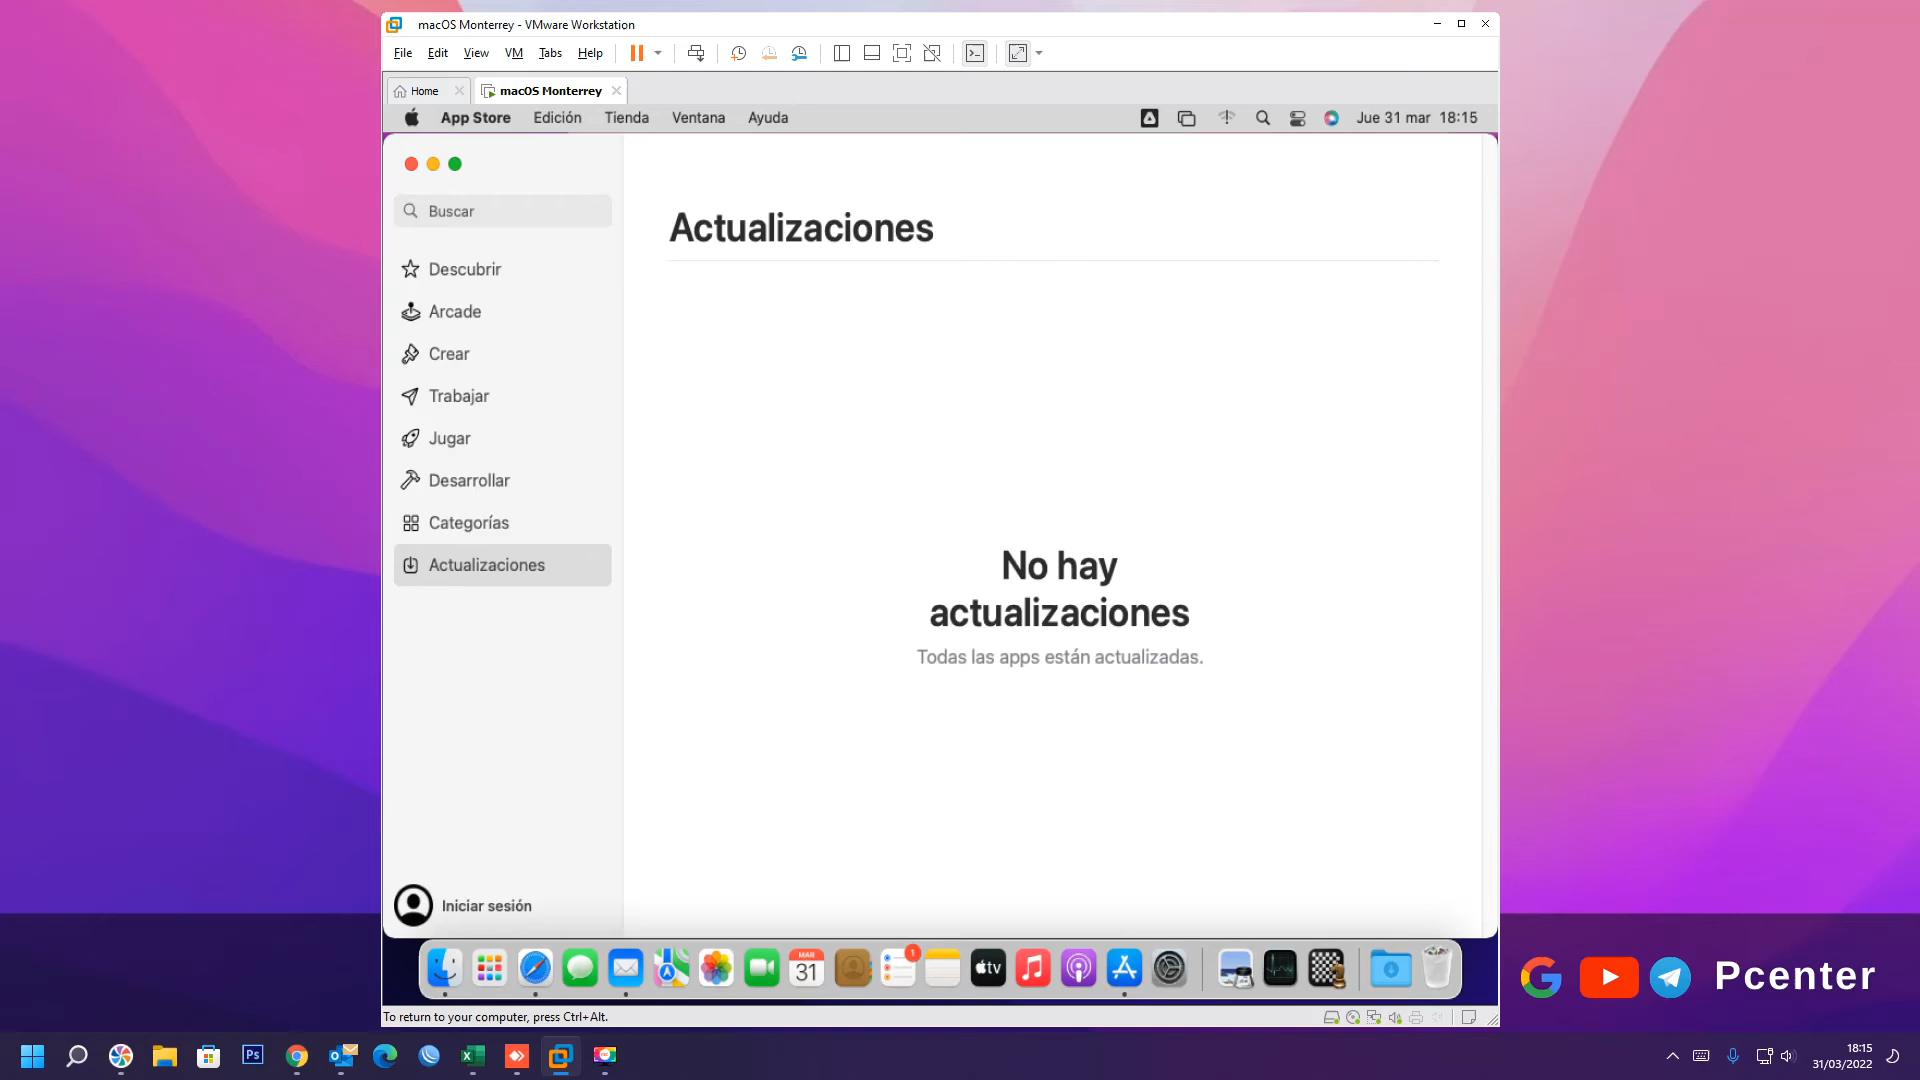 macOS Monterrey - VMware Workstation
File Edit View VM Tabs Help
Home macOS Monterrey
App Store Edición Tienda Ventana Ayuda Jue 31 mar 18:15
Buscar
Descubrir
Arcade
Crear
Trabajar
Jugar
Desarrollar
Categorías
Actualizaciones
Iniciar sesión
Actualizaciones
No hay
actualizaciones
Todas las apps están actualizadas.
MAR
31
1
tv
Pcenter
To return to your computer, press Ctrl+Alt.
Ps
18:15
31/03/2022